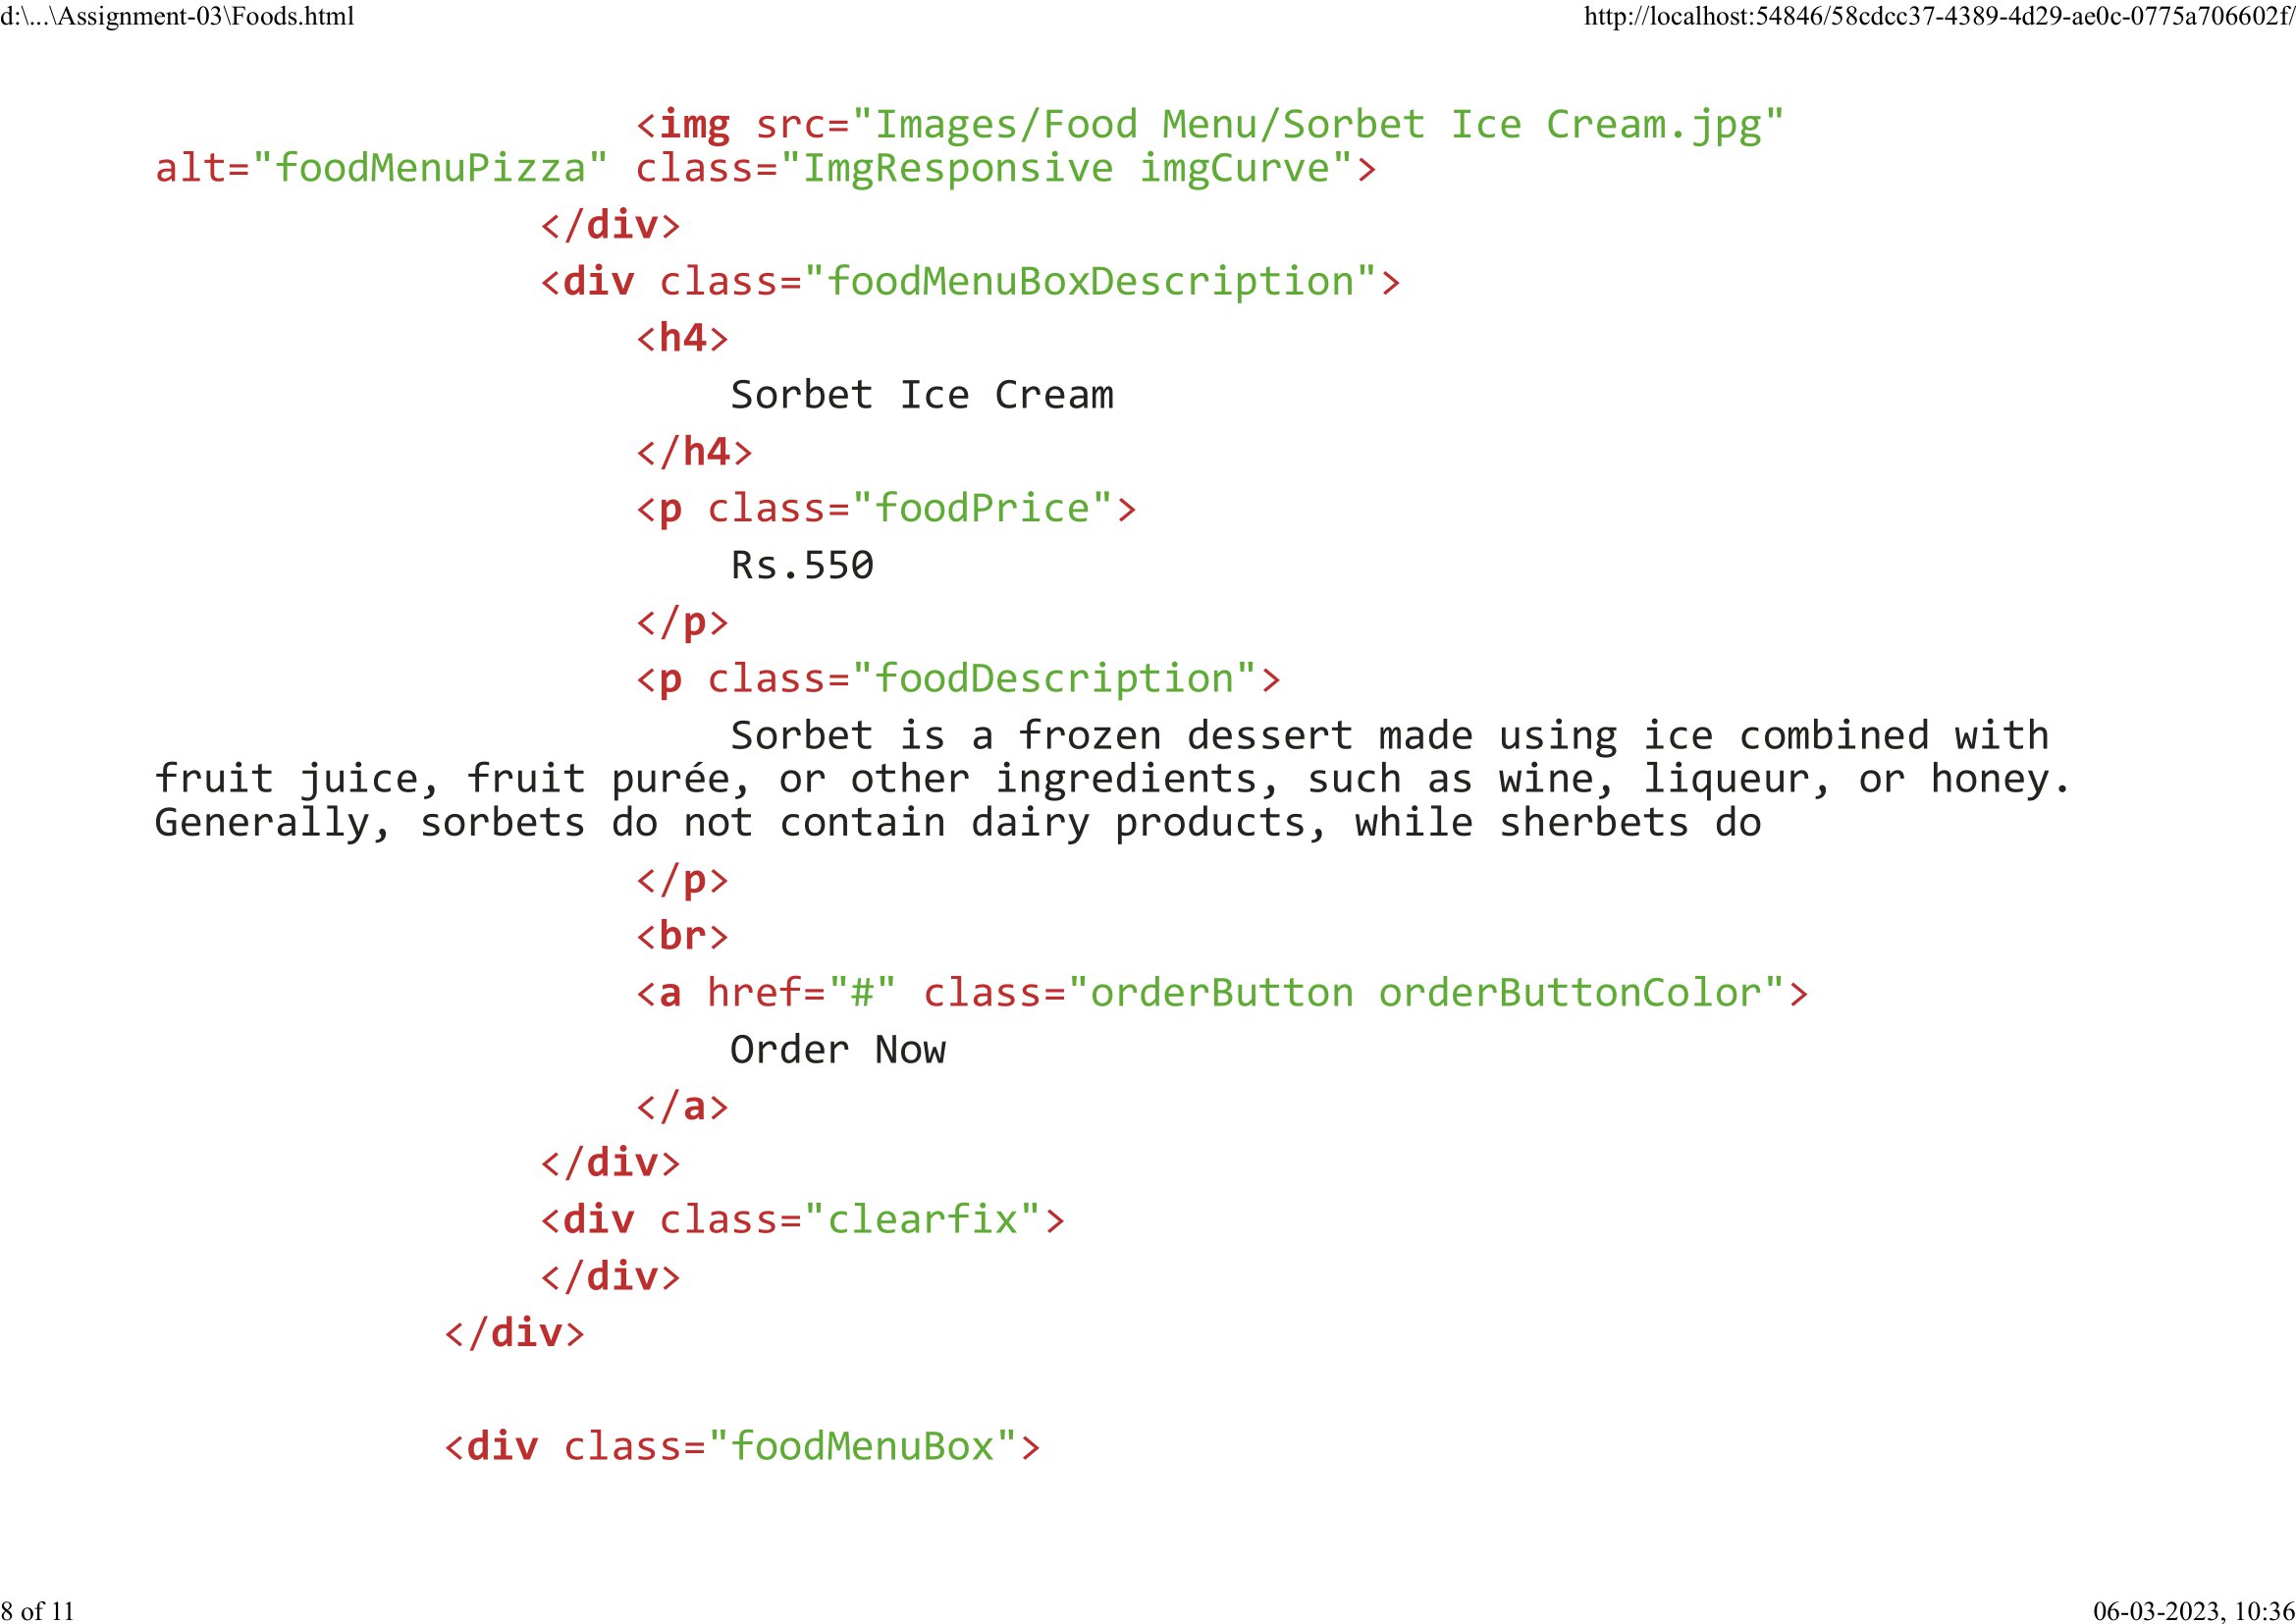 d:\...\Assignment-03\Foods.html
http://localhost:54846/58cdcc37-4389-4d29-ae0c-0775a706602f/
<img src="Images/Food Menu/Sorbet Ice Cream.jpg"
alt="foodMenuPizza" class="ImgResponsive imgCurve">
</div>
<div class="foodMenuBoxDescription">
<h4>
Sorbet Ice Cream
</h4>
<p class="foodPrice">
Rs.550
</p>
<p class="foodDescription">
Sorbet is a frozen dessert made using ice combined with
fruit juice, fruit purée, or other ingredients, such as wine, liqueur, or honey.
Generally, sorbets do not contain dairy products, while sherbets do
</p>
<br>
<a href="#" class="orderButton orderButtonColor">
Order Now
</a>
</div>
<div class="clearfix">
</div>
</div>
<div class="foodMenuBox">
8 of 11
06-03-2023, 10:36